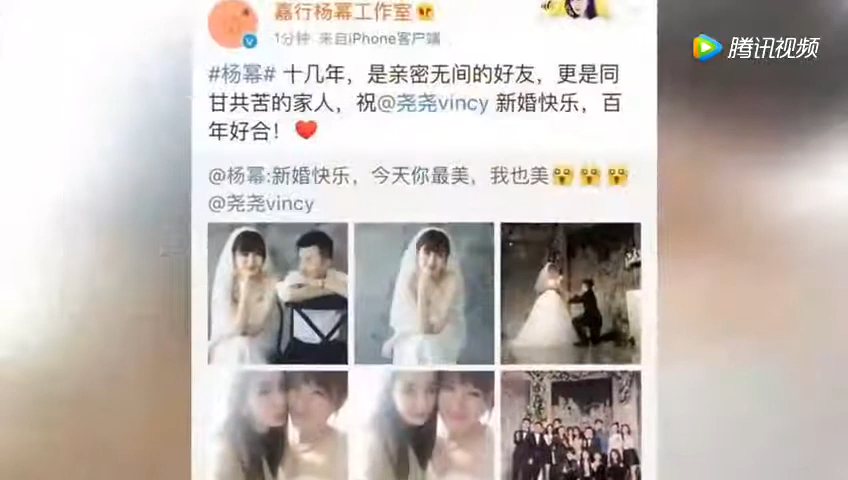 嘉行杨幂工作室
1分钟 来自iPhone客户端
腾讯视频
#杨幂# 十几年，是亲密无间的好友，更是同
甘共苦的家人，祝@尧尧vincy 新婚快乐，百
年好合！
@杨幂:新婚快乐，今天你最美，我也美
@尧尧vincy